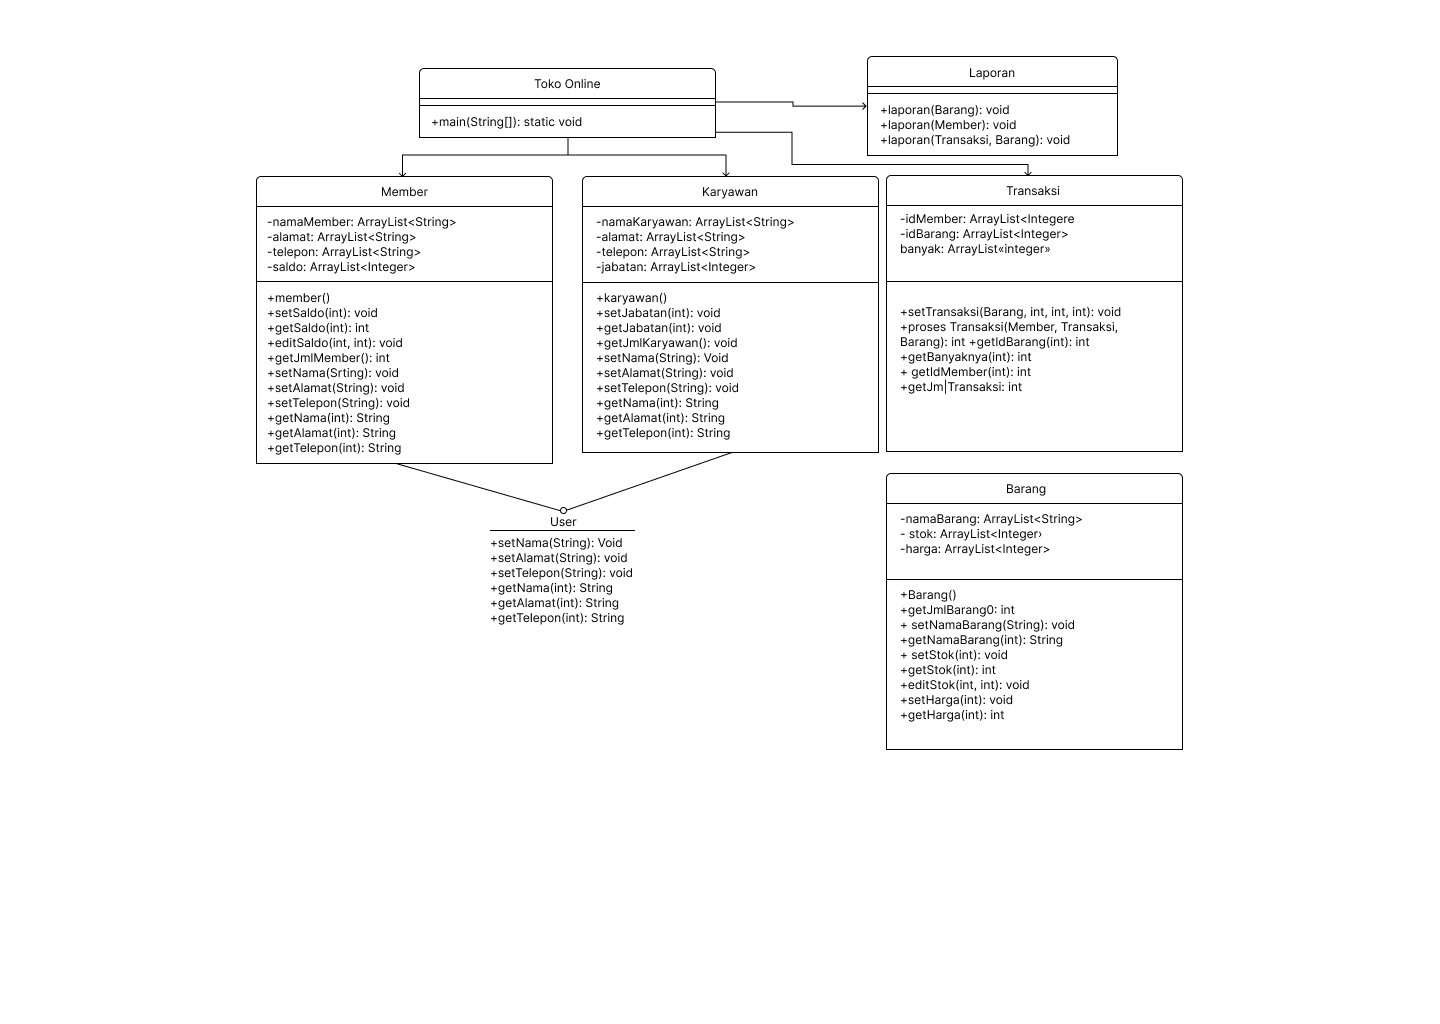 Toko Online
+main(String[]): static void
Laporan
+laporan(Barang): void
+laporan(Member): void
+laporan(Transaksi, Barang): void
Member
-namaMember: ArrayList<String>
-alamat: ArrayList<String>
-telepon: ArrayList<String>
-saldo: ArrayList<Integer>
+member()
+setSaldo(int): void
+getSaldo(int): int
+editSaldo(int, int): void
+getJmlMember(): int
+setNama(Srting): void
+setAlamat(String): void
+setTelepon(String): void
+getNama(int): String
+getAlamat(int): String
+getTelepon(int): String
Karyawan
-namaKaryawan: ArrayList<String>
-alamat: ArrayList<String>
-telepon: ArrayList<String>
-jabatan: ArrayList<Integer>
+karyawan()
+setJabatan(int): void
+getJabatan(int): void
+getJmlKaryawan(): void
+setNama(String): Void
+setAlamat(String): void
+setTelepon(String): void
+getNama(int): String
+getAlamat(int): String
+getTelepon(int): String
Transaksi
-idMember: ArrayList<Integere
-idBarang: ArrayList<Integer>
banyak: ArrayList«integer»
+setTransaksi(Barang, int, int, int): void
+proses Transaksi(Member, Transaksi,
Barang): int +getIdBarang(int): int
+getBanyaknya(int): int
+ getIdMember(int): int
+getJm|Transaksi: int
User
+setNama(String): Void
+setAlamat(String): void
+setTelepon(String): void
+getNama(int): String
+getAlamat(int): String
+getTelepon(int): String
Barang
-namaBarang: ArrayList<String>
- stok: ArrayList<Integer›
-harga: ArrayList<Integer>
+Barang()
+getJmlBarang0: int
+ setNamaBarang(String): void
+getNamaBarang(int): String
+ setStok(int): void
+getStok(int): int
+editStok(int, int): void
+setHarga(int): void
+getHarga(int): int